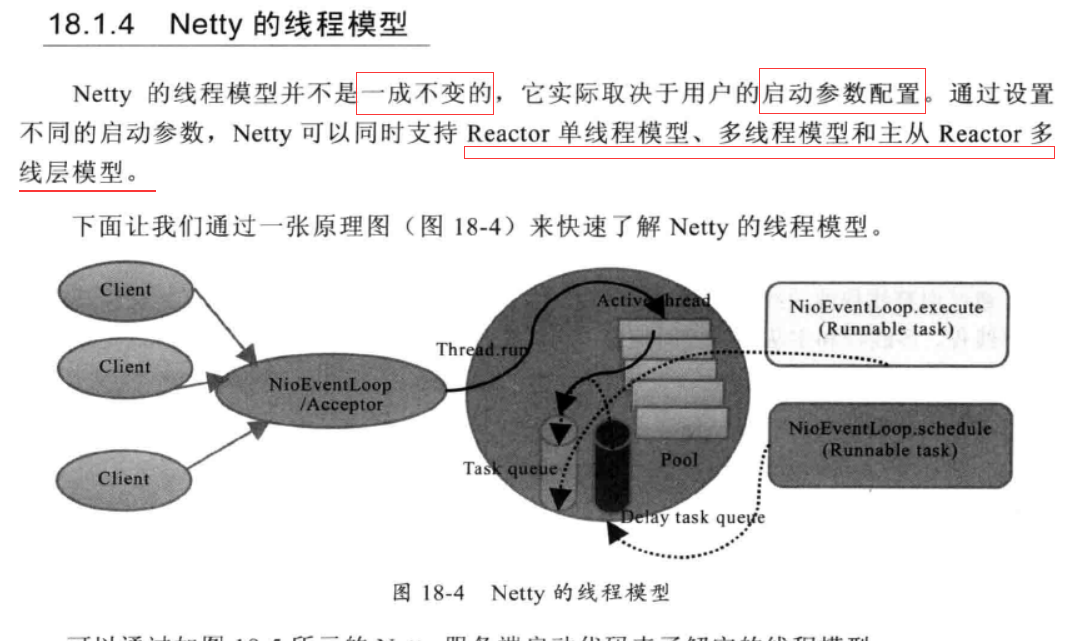 18.1.4 Netty 的线程模型
Netty 的线程模型并不是一成不变的，它实际取决于用户的启动参数配置。通过设置
不同的启动参数，Netty 可以同时支持 Reactor 单线程模型、多线程模型和主从 Reactor 多
线层模型。
下面让我们通过一张原理图（图 18-4）来快速了解 Netty 的线程模型。
Client
Client
Client
NioEventLoop
/Acceptor
Thread.run
Active thread
Task queue
Pool
Delay task queue
NioEventLoop.execute
(Runnable task)
NioEventLoop.schedule
(Runnable task)
图 18-4 Netty 的线程模型